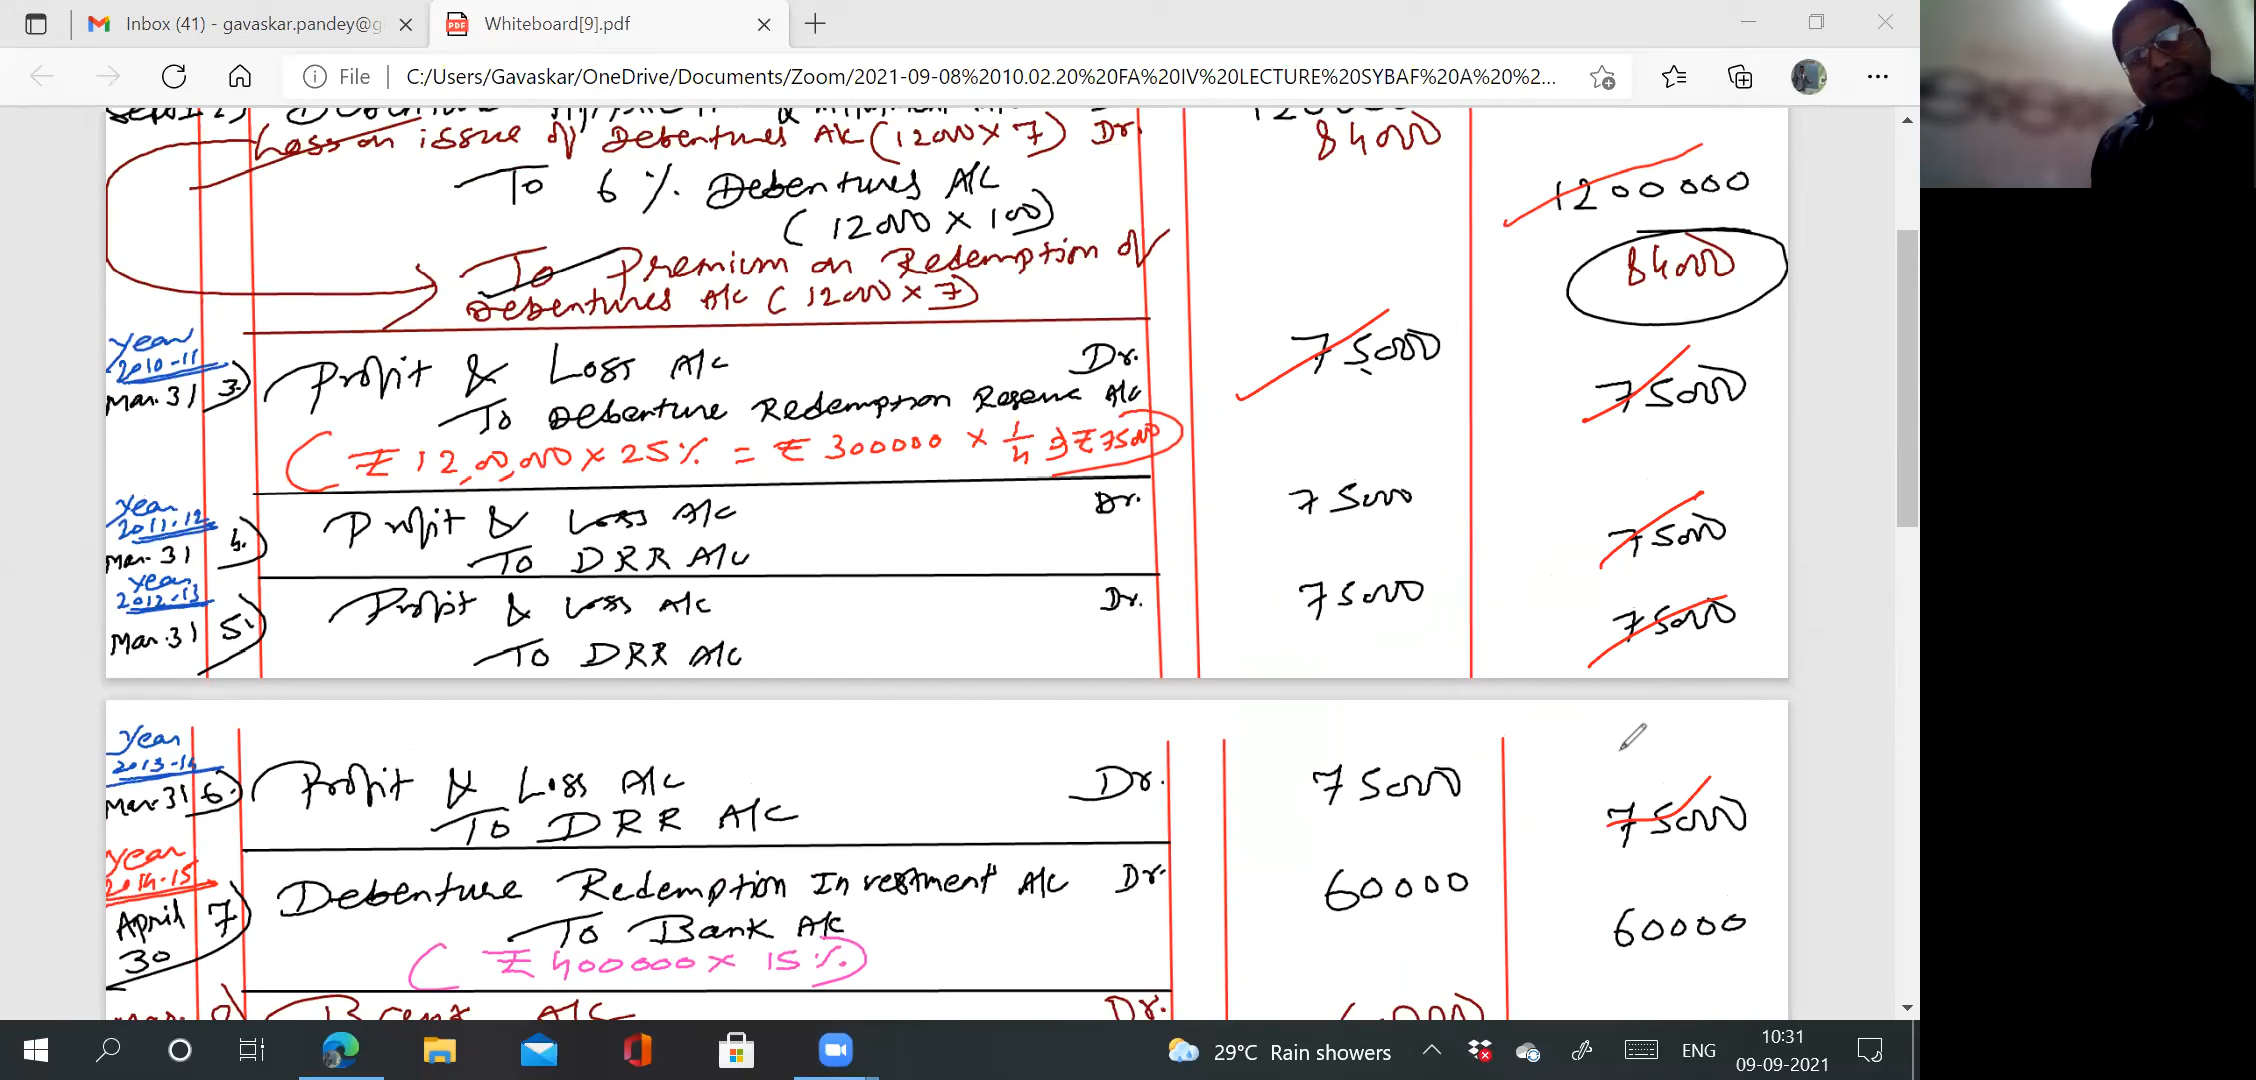 Inbox (41) - gavaskar.pandey@g
Whiteboard[9].pdf
File C:/Users/Gavaskar/OneDrive/Documents/Zoom/2021-09-08%2010.02.20%20FA%20IV%20LECTURE%20SYBAF%20A%20%2...
Loss on issue of Debentures A/c (12000 x 7) Dr. 84000
To 6 % Debentures A/c 1200 000
(12000 x 100)
To Premium on Redemption of 84000
Debentures A/c (12000 x 7)
year
2010-11
Mar. 31 3.) Profit & Loss A/c Dr. 75000
To Debenture Redemption Reserve A/c 75000
(₹ 12,00,000 x 25% = ₹ 300000 x 1/4 = ₹ 75000)
year
2011-12
Mar. 31 4.) Profit & Loss A/c Dr. 75000
To DRR A/c 75000
year
2012-13
Mar. 31 5.) Profit & Loss A/c Dr. 75000
To DRR A/c 75000
year
2013-14
Mar 31 6.) Profit & Loss A/c Dr. 75000
To DRR A/c 75000
year
2014-15
April 30 7) Debenture Redemption Investment A/c Dr. 60000
To Bank A/c 60000
(₹ 400000 x 15%)
A/c Dr.
29°C Rain showers
ENG
10:31
09-09-2021